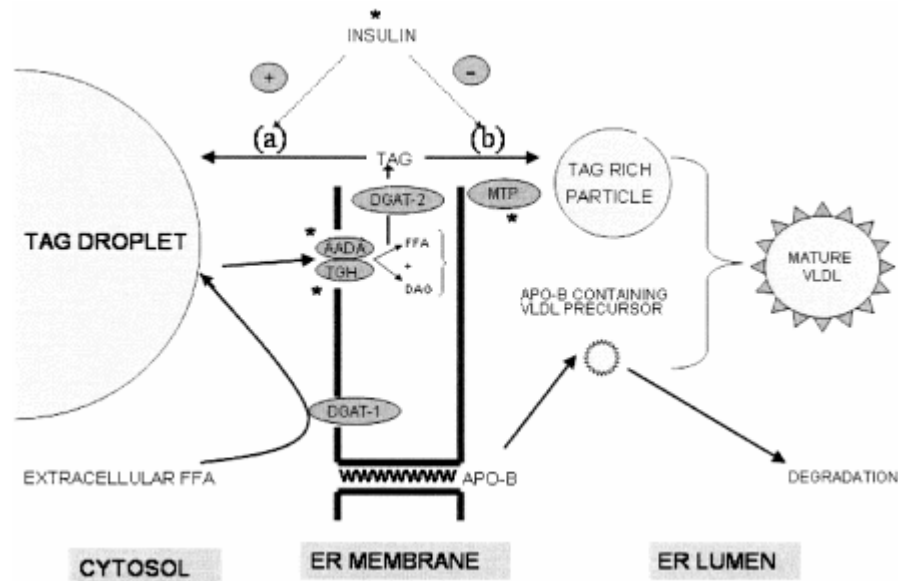 *
INSULIN
+
-
(a)
(b)
TAG
DGAT-2
MTP
*
TAG RICH
PARTICLE
TAG DROPLET
*
AADA
TGH
*
FFA
+
DAG
MATURE
VLDL
APO-B CONTAINING
VLDL PRECURSOR
DGAT-1
EXTRACELLULAR FFA
APO-B
DEGRADATION
CYTOSOL
ER MEMBRANE
ER LUMEN